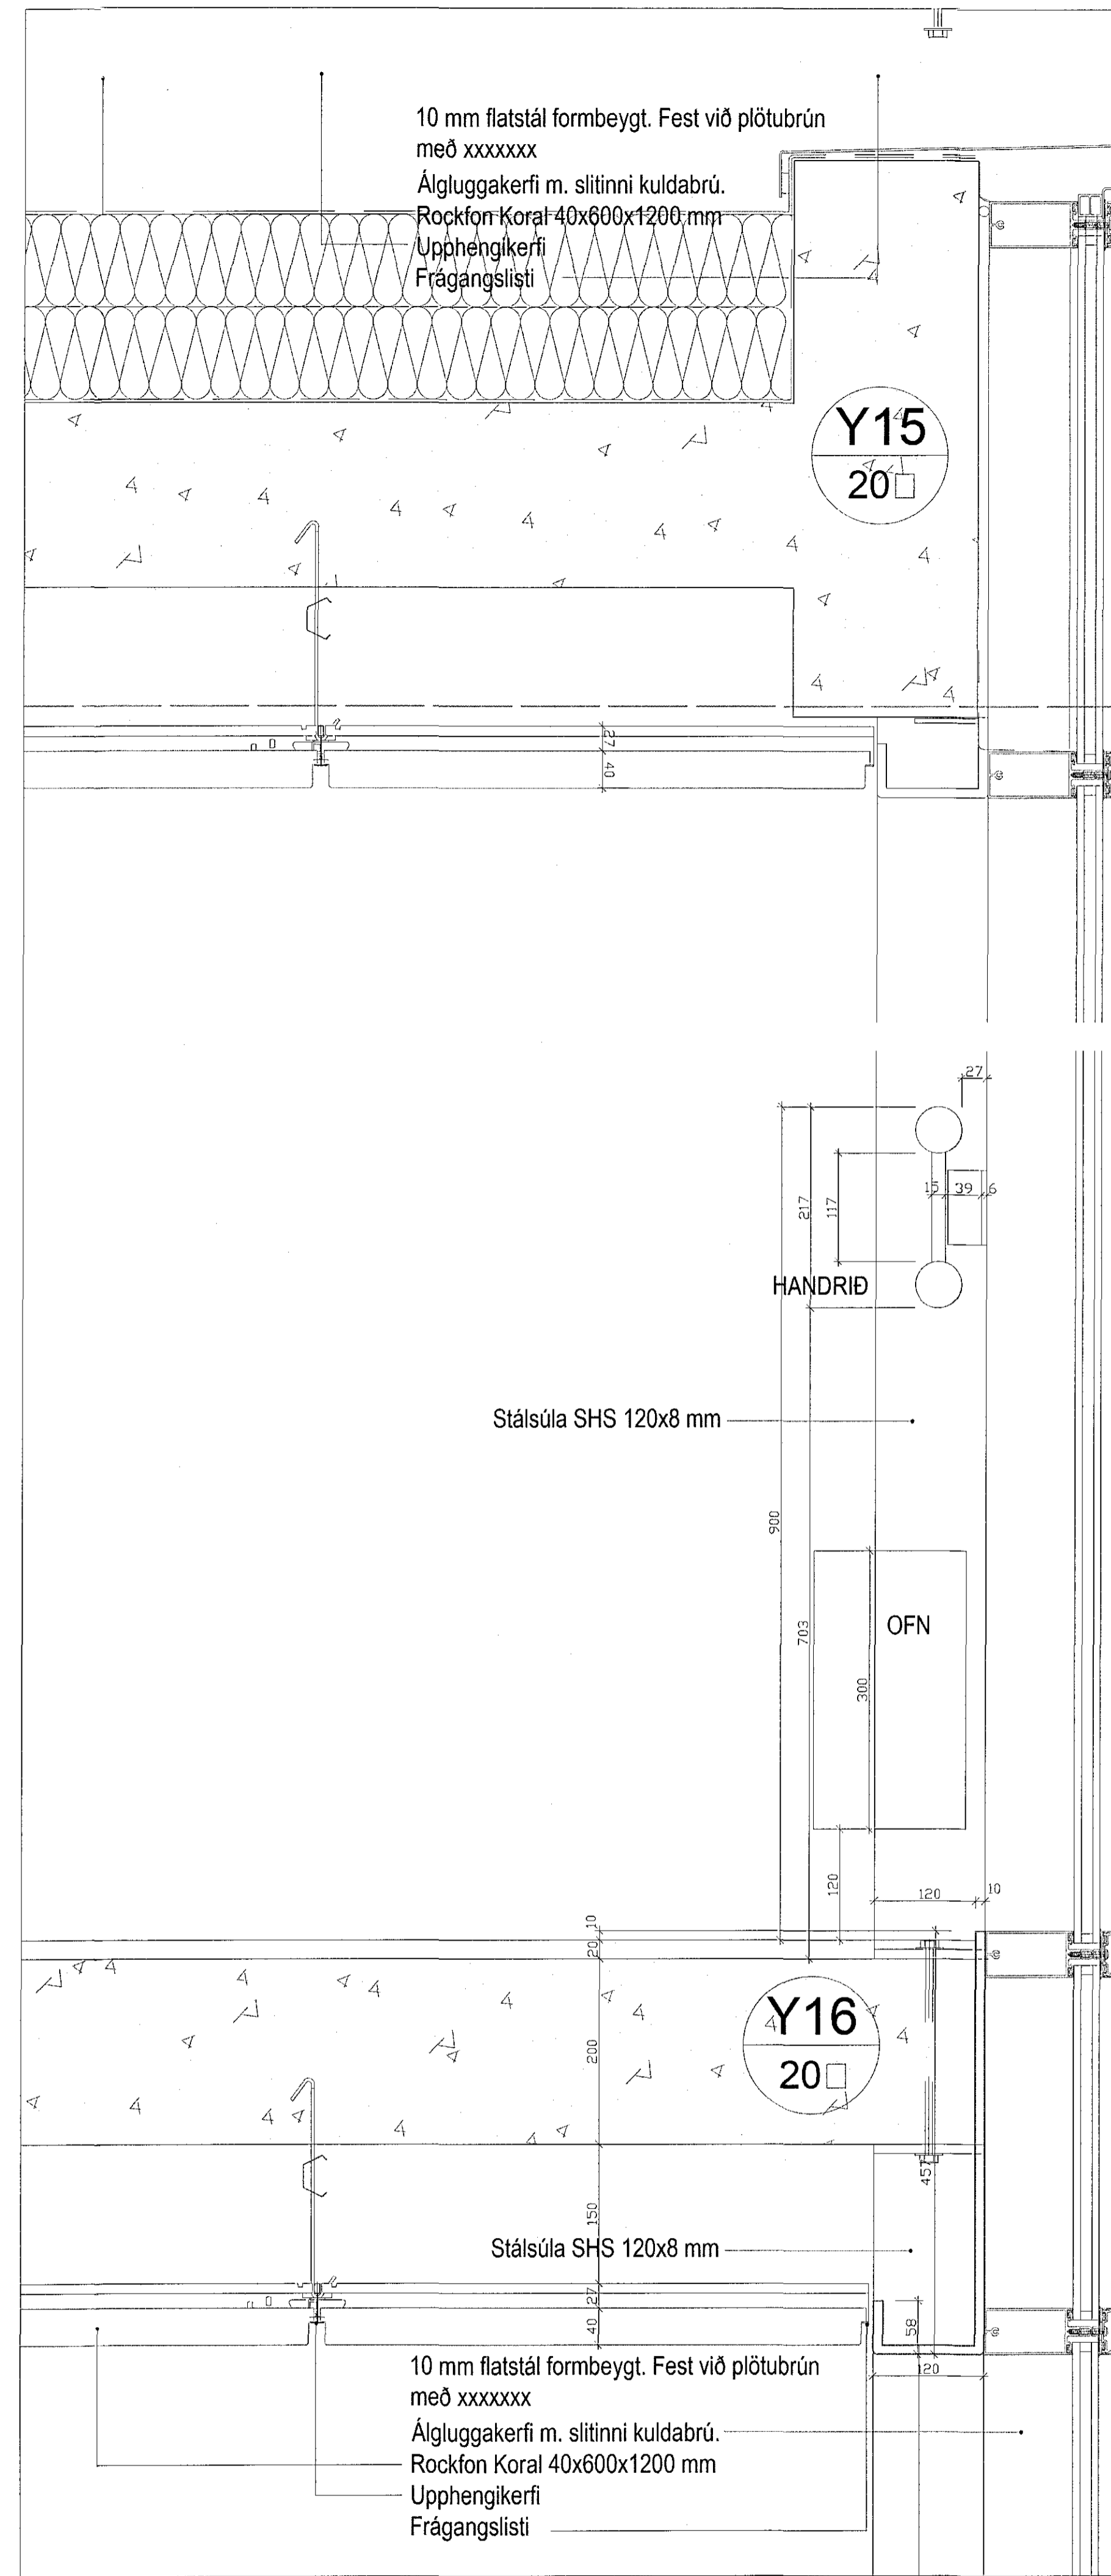 10 mm flatstál formbeygt. Fest við plötubrún
með xxxxxxx
Álgluggakerfi m. slitinni kuldabrú.
Rockfon Koral 40x600x1200 mm
Upphengikerfi
Frágangslisti
Y15
20□
27
40
27
15 39 6
217
117
HANDRIÐ
Stálsúla SHS 120x8 mm
900
703
OFN
300
120
120
10
10
20
Y16
20□
200
457
150
Stálsúla SHS 120x8 mm
27
40
58
120
10 mm flatstál formbeygt. Fest við plötubrún
með xxxxxxx
Álgluggakerfi m. slitinni kuldabrú.
Rockfon Koral 40x600x1200 mm
Upphengikerfi
Frágangslisti